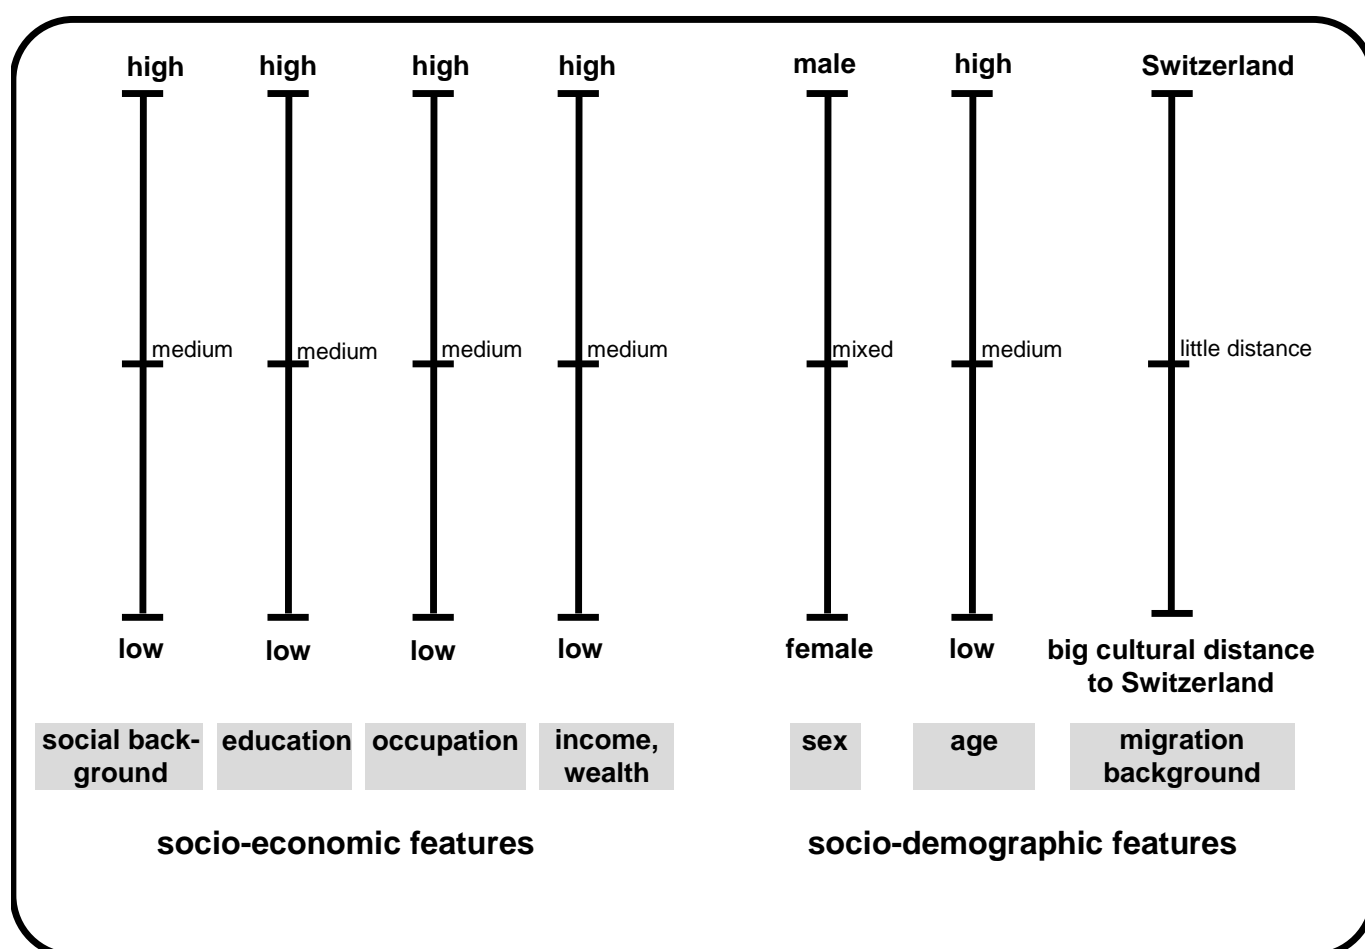 high high high high male high Switzerland
medium medium medium medium mixed medium little distance
low low low low female low big cultural distance
to Switzerland
social back- education occupation income, sex age migration
ground wealth background
socio-economic features socio-demographic features